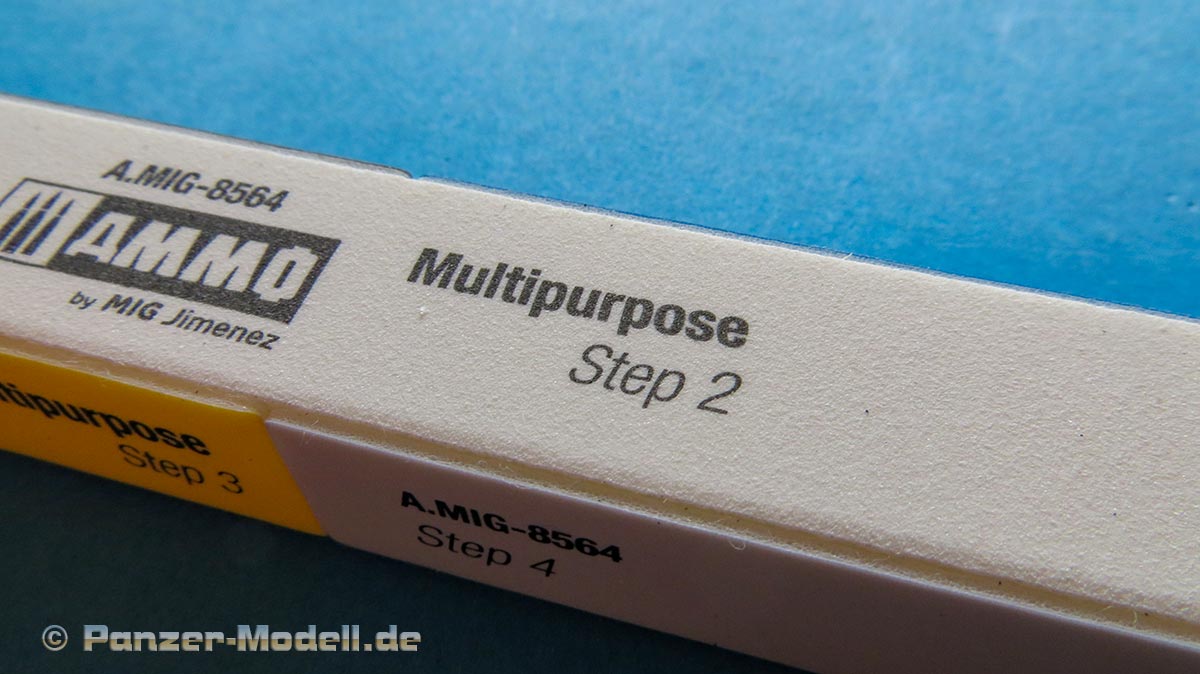 A.MIG-8564
AMMO
by MIG Jimenez
Multipurpose
Step 2
Step 3
A.MIG-8564
Step 4
© Panzer-Modell.de